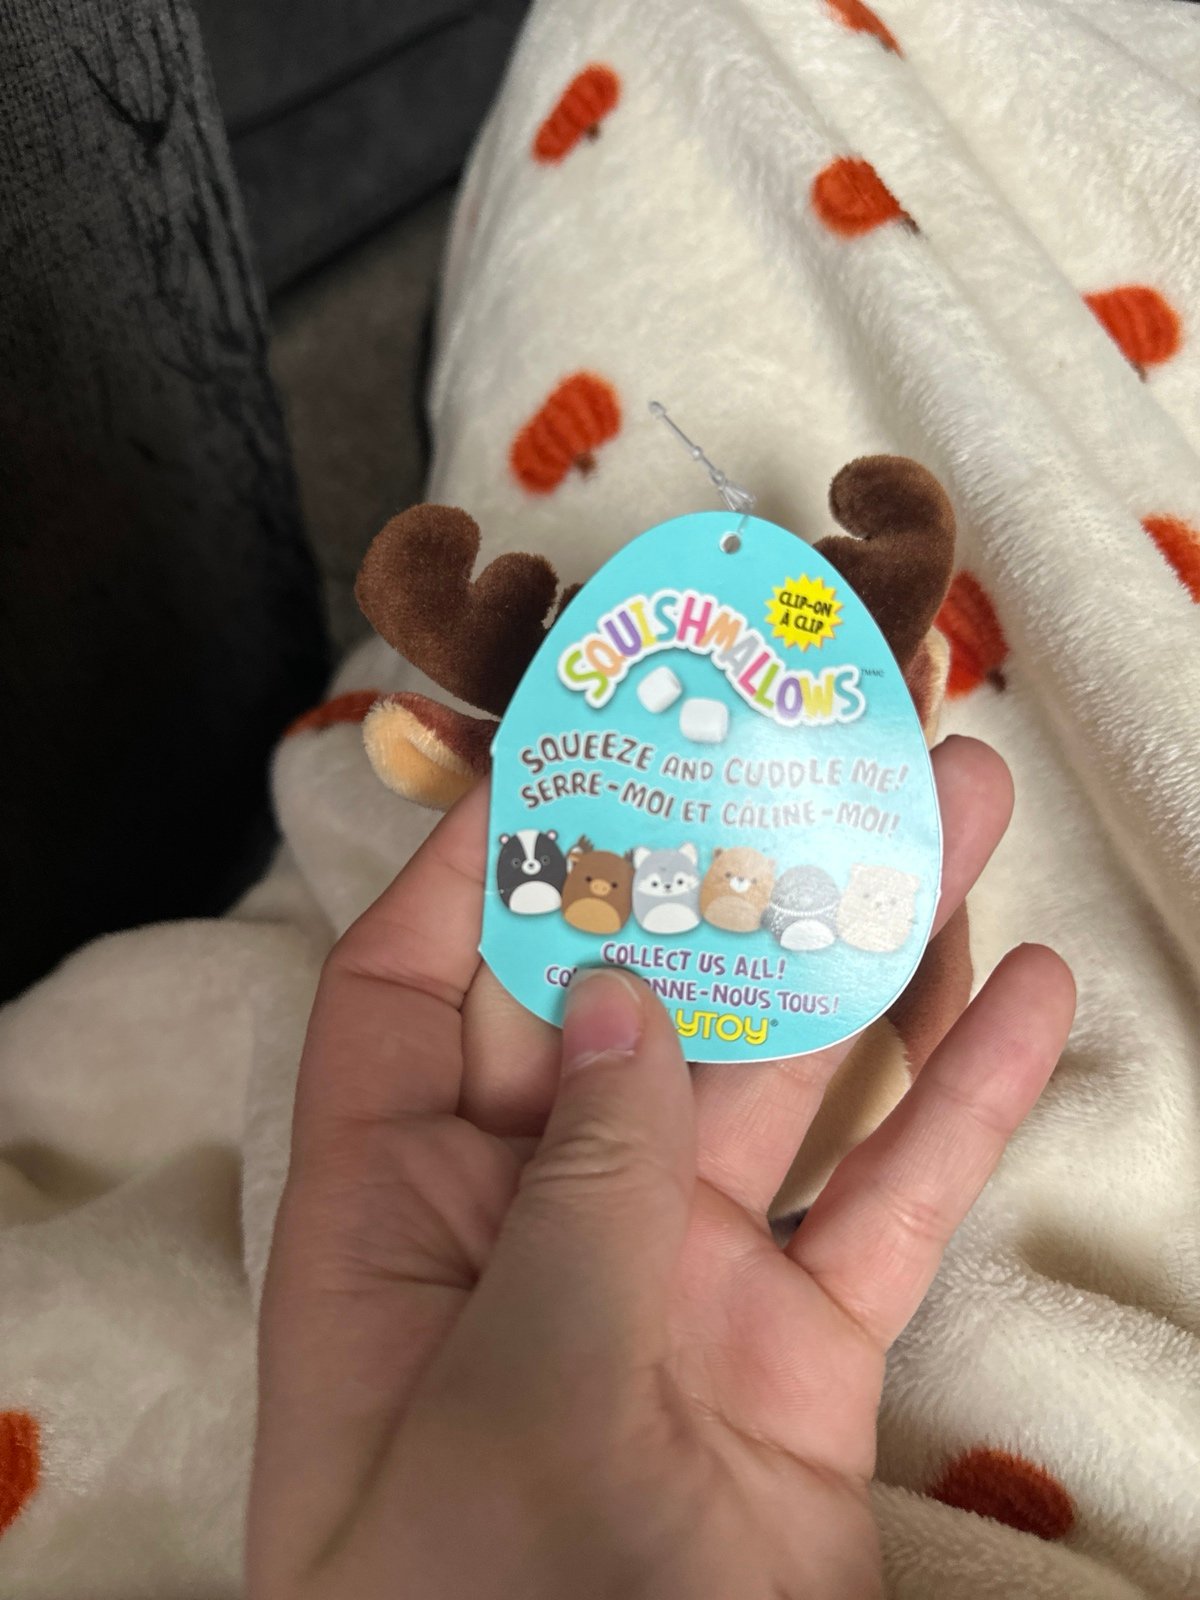 CLIP-ON
À CLIP
SQUISHMALLOWS
TM/MC
SQUEEZE AND CUDDLE ME!
SERRE-MOI ET CÂLINE-MOI!
COLLECT US ALL!
NOUS TOUS!